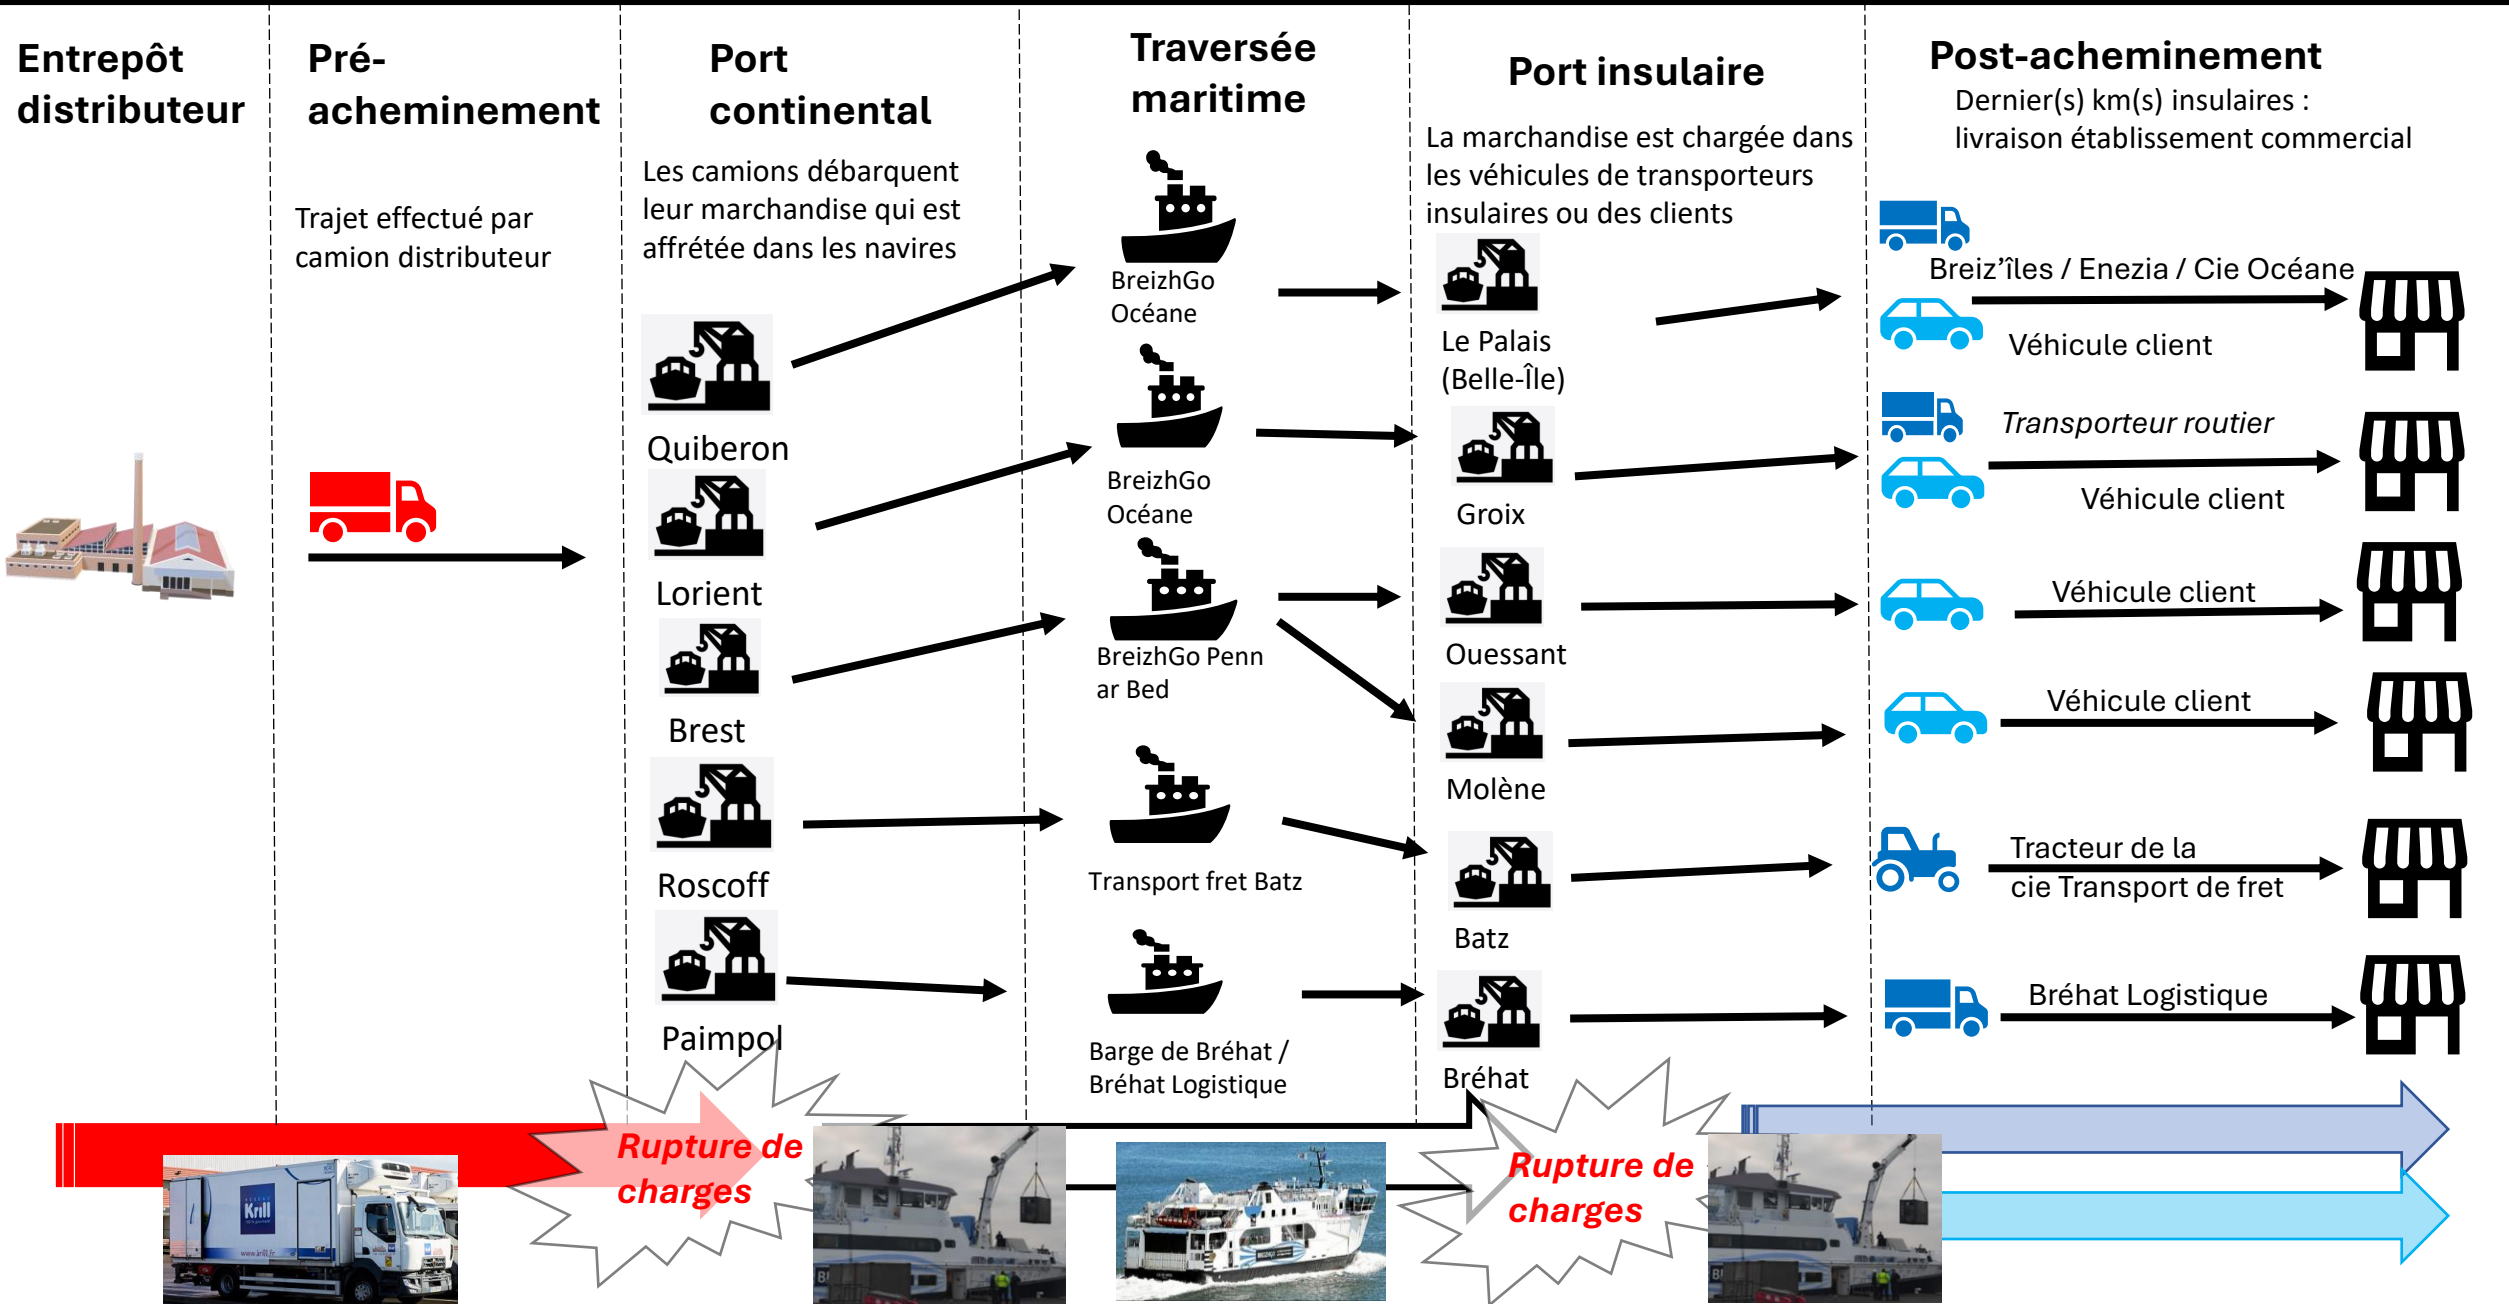 Entrepôt
distributeur
Pré-
acheminement
Trajet effectué par
camion distributeur
Port
continental
Les camions débarquent
leur marchandise qui est
affrétée dans les navires
Quiberon
Lorient
Brest
Roscoff
Paimpol
Traversée
maritime
BreizhGo
Océane
BreizhGo
Océane
BreizhGo Penn
ar Bed
Transport fret Batz
Barge de Bréhat /
Bréhat Logistique
Port insulaire
La marchandise est chargée dans
les véhicules de transporteurs
insulaires ou des clients
Le Palais
(Belle-Île)
Groix
Ouessant
Molène
Batz
Bréhat
Post-acheminement
Dernier(s) km(s) insulaires :
livraison établissement commercial
Breiz’îles / Enezia / Cie Océane
Véhicule client
Transporteur routier
Véhicule client
Véhicule client
Véhicule client
Tracteur de la
cie Transport de fret
Bréhat Logistique
Rupture de
charges
Rupture de
charges
Krill
www.krill.fr